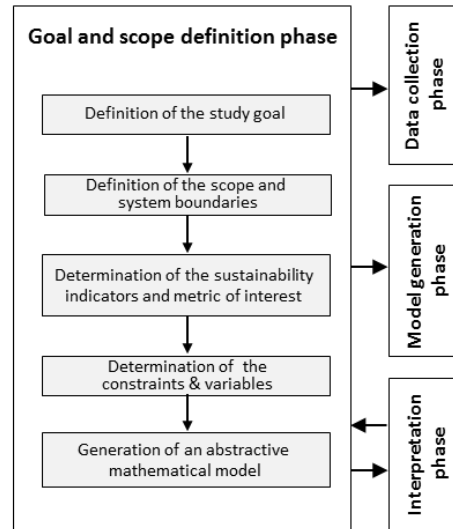 Goal and scope definition phase
Definition of the study goal
Definition of the scope and
system boundaries
Determination of the sustainability
indicators and metric of interest
Determination of the
constraints & variables
Generation of an abstractive
mathematical model
Data collection
phase
Model generation
phase
Interpretation
phase